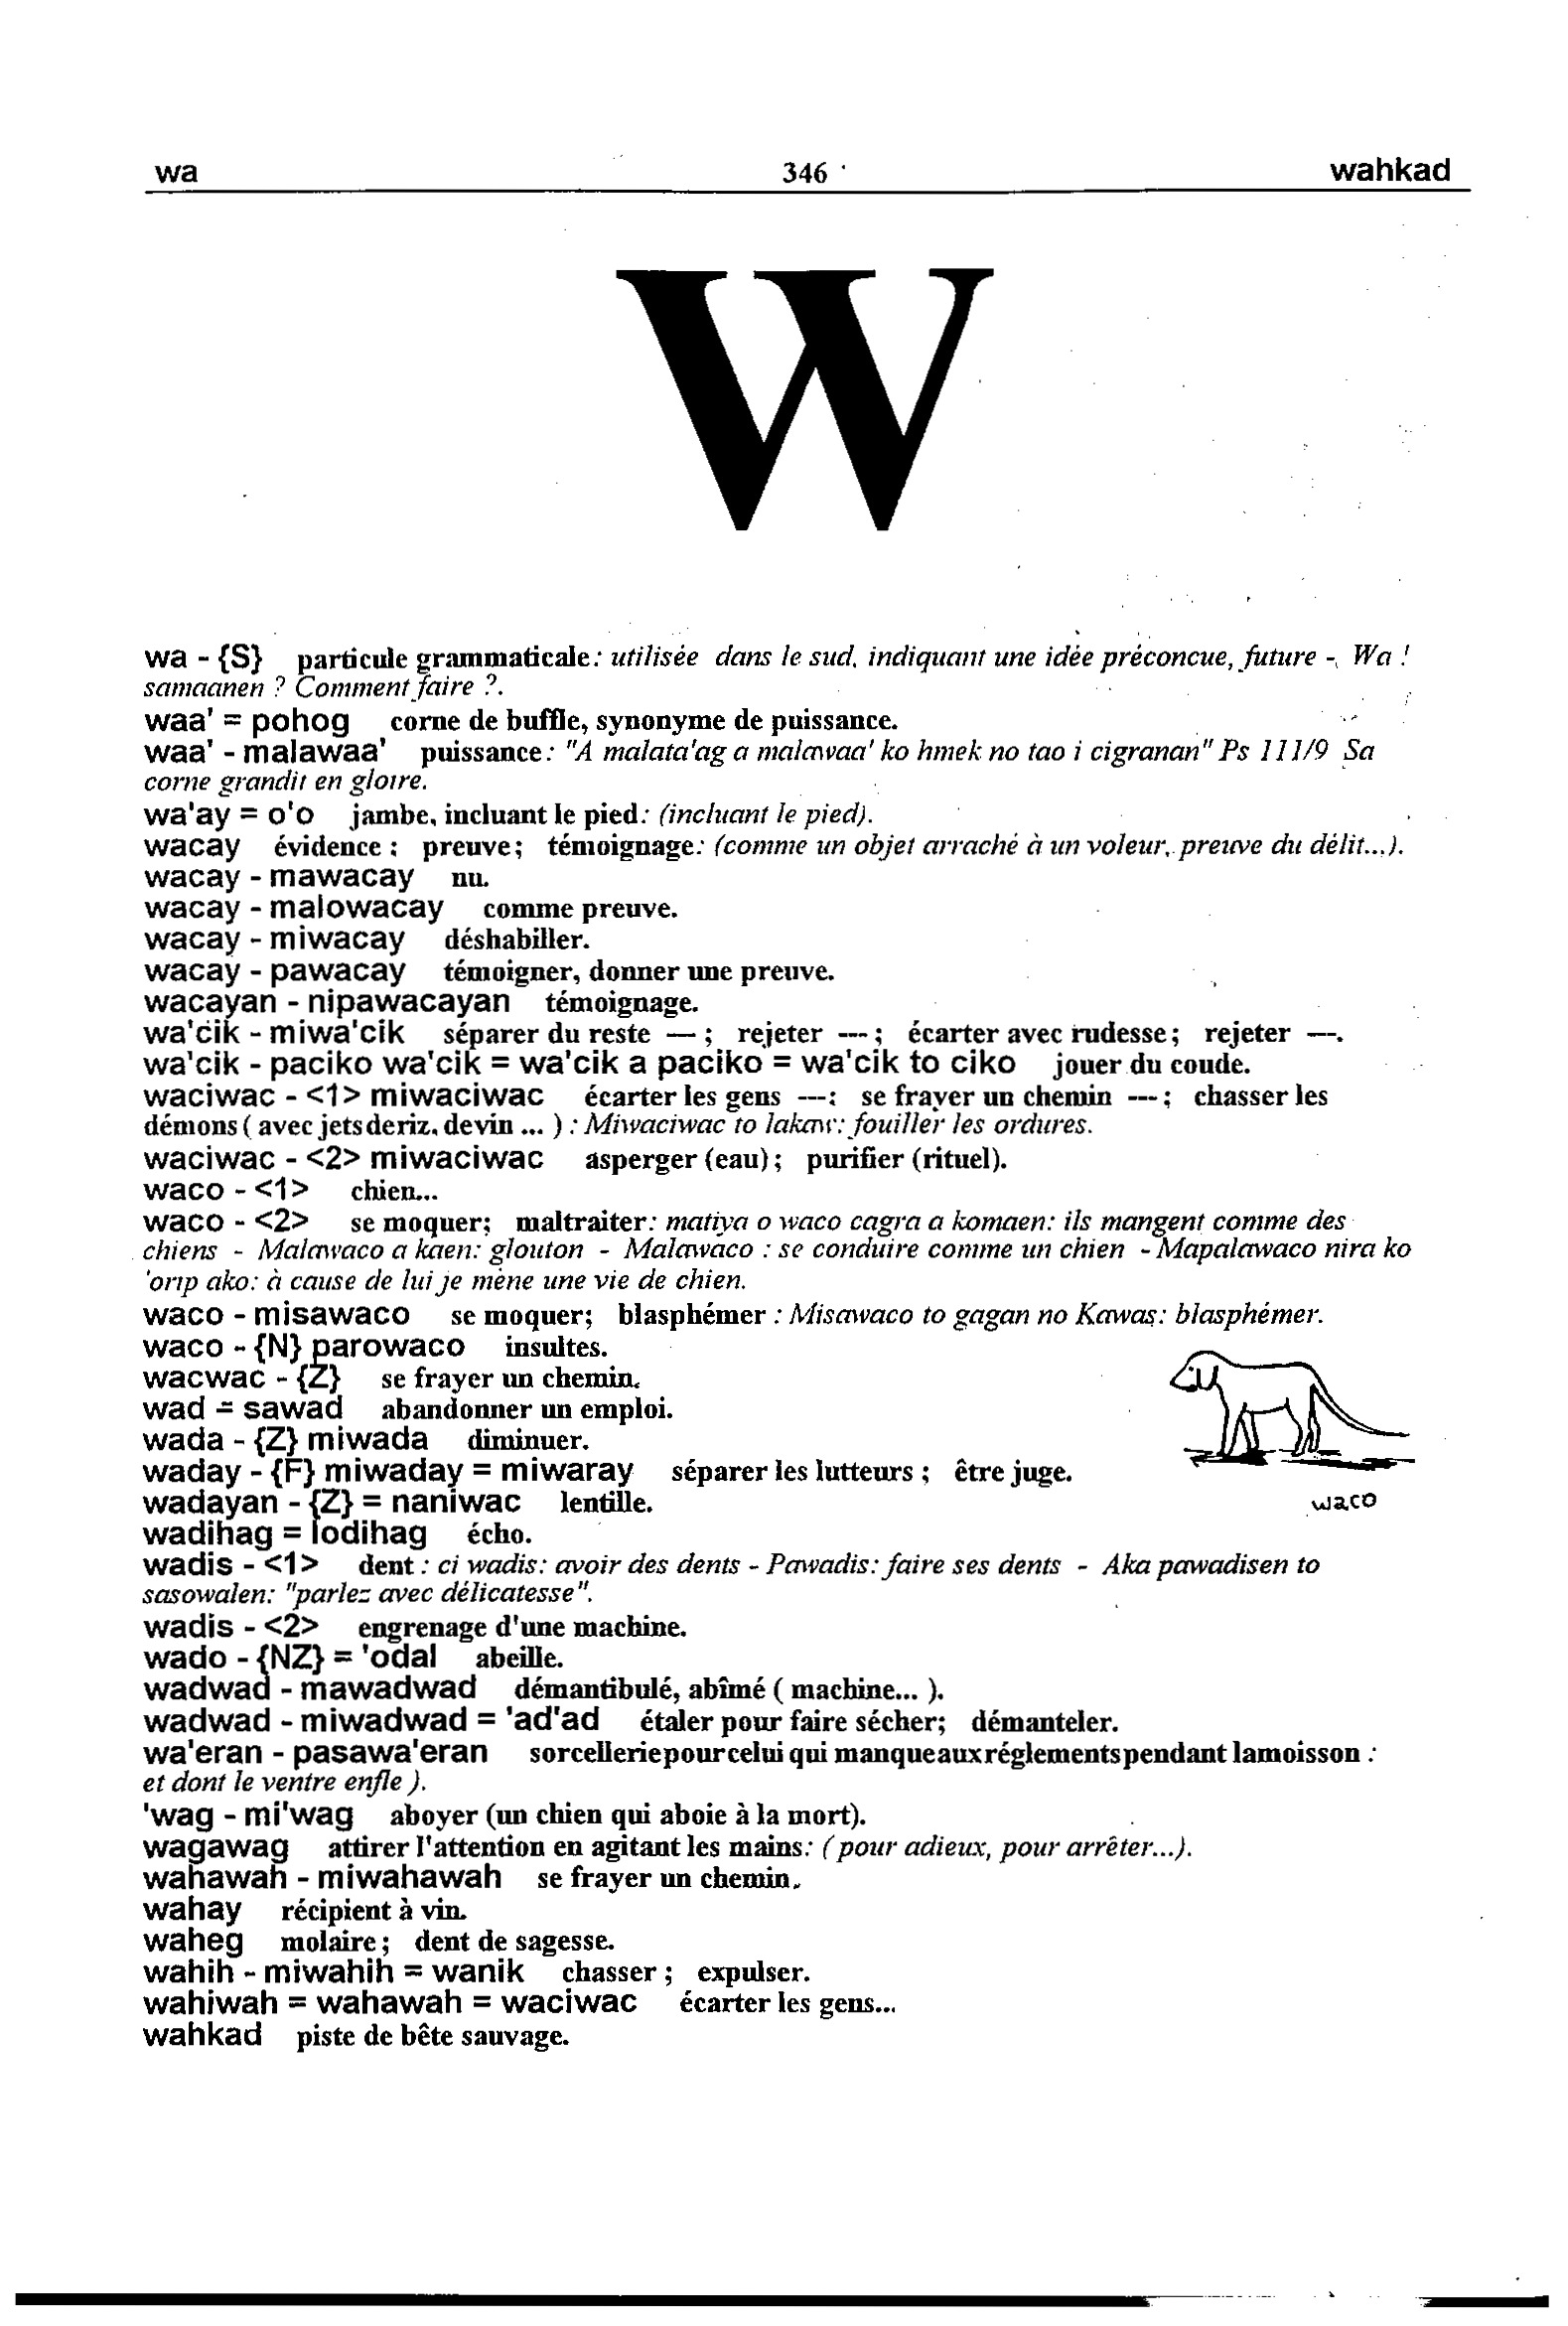 wa 346 wahkad
W
wa - {S} particule grammaticale: utilisée dans le sud, indiquant une idée préconcue, future -, Wa !
samaanen ? Comment faire ?.
waa' = pohog corne de buffle, synonyme de puissance.
waa' - malawaa' puissance: "A malata'ag a malawaa' ko hmek no tao i cigranan" Ps 111/9 Sa
corne grandit en gloire.
wa'ay = o'o jambe, incluant le pied: (incluant le pied).
wacay évidence ; preuve; témoignage: (comme un objet arraché à un voleur, preuve du délit...).
wacay - mawacay nu.
wacay - malowacay comme preuve.
wacay - miwacay déshabiller.
wacay - pawacay témoigner, donner une preuve.
wacayan - nipawacayan témoignage.
wa'cik - miwa'cik séparer du reste --- ; rejeter --- ; écarter avec rudesse; rejeter ---.
wa'cik - paciko wa'cik = wa'cik a paciko = wa'cik to ciko jouer du coude.
waciwac - <1> miwaciwac écarter les gens ---; se frayer un chemin --- ; chasser les
démons ( avec jets de riz, devin ... ) : Miwaciwac to lakaw: fouiller les ordures.
waciwac - <2> miwaciwac asperger (eau) ; purifier (rituel).
waco - <1> chien...
waco - <2> se moquer; maltraiter: matiya o waco cagra a komaen: ils mangent comme des
chiens - Malawaco a kaen: glouton - Malawaco : se conduire comme un chien - Mapalawaco nira ko
'orip ako: à cause de lui je mène une vie de chien.
waco - misawaco se moquer; blasphémer : Misawaco to gagan no Kawas: blasphémer.
waco - {N} parowaco insultes.
wacwac - {Z} se frayer un chemin.
wad = sawad abandonner un emploi.
wada - {Z} miwada diminuer.
waday - {F} miwaday = miwaray séparer les lutteurs ; être juge.
wadayan - {Z} = naniwac lentille.
waco
wadihag = lodihag écho.
wadis - <1> dent : ci wadis: avoir des dents - Pawadis: faire ses dents - Aka pawadisen to
sasowalen: "parlez avec délicatesse".
wadis - <2> engrenage d'une machine.
wado - {NZ} = 'odal abeille.
wadwad - mawadwad démantibulé, abîmé ( machine... ).
wadwad - miwadwad = 'ad'ad étaler pour faire sécher; démanteler.
wa'eran - pasawa'eran sorcellerie pour celui qui manque aux réglements pendant la moisson :
et dont le ventre enfle ).
'wag - mi'wag aboyer (un chien qui aboie à la mort).
wagawag attirer l'attention en agitant les mains: ( pour adieux, pour arrêter...).
wahawah - miwahawah se frayer un chemin.
wahay récipient à vin.
waheg molaire ; dent de sagesse.
wahih - miwahih = wanik chasser ; expulser.
wahiwah = wahawah = waciwac écarter les gens...
wahkad piste de bête sauvage.